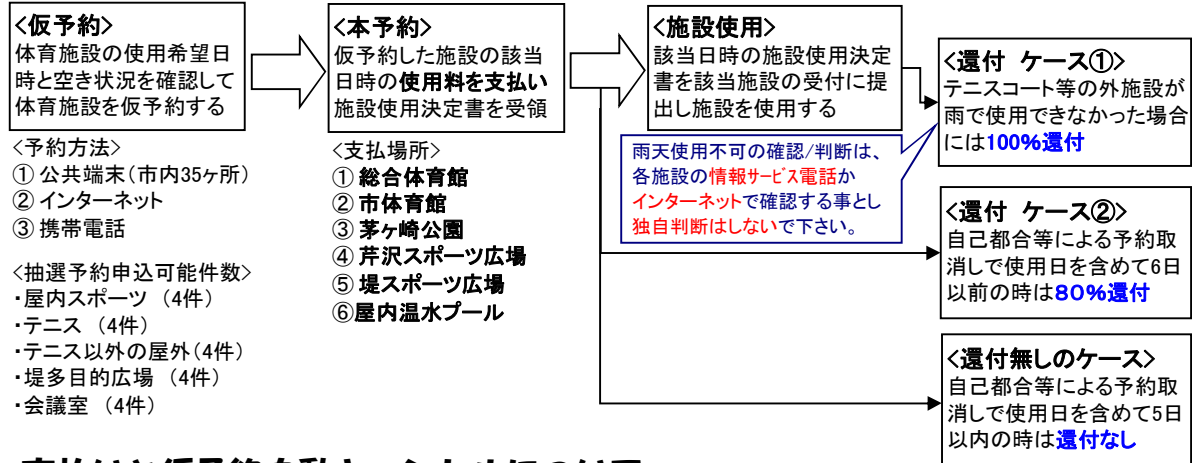 <仮予約>
体育施設の使用希望日
時と空き状況を確認して
体育施設を仮予約する
<予約方法>
① 公共端末(市内35ヶ所)
② インターネット
③ 携帯電話
<抽選予約申込可能件数>
・屋内スポーツ (4件)
・テニス (4件)
・テニス以外の屋外(4件)
・堤多目的広場 (4件)
・会議室 (4件)
<本予約>
仮予約した施設の該当
日時の使用料を支払い
施設使用決定書を受領
<支払場所>
① 総合体育館
② 市体育館
③ 茅ヶ崎公園
④ 芹沢スポーツ広場
⑤ 堤スポーツ広場
⑥屋内温水プール
<施設使用>
該当日時の施設使用決定
書を該当施設の受付に提
出し施設を使用する
雨天使用不可の確認/判断は、
各施設の情報サービス電話か
インターネットで確認する事とし
独自判断はしないで下さい。
<還付 ケース①>
テニスコート等の外施設が
雨で使用できなかった場合
には100%還付
<還付 ケース②>
自己都合等による予約取
消しで使用日を含めて6日
以前の時は80%還付
<還付無しのケース>
自己都合等による予約取
消しで使用日を含めて5日
以内の時は還付なし